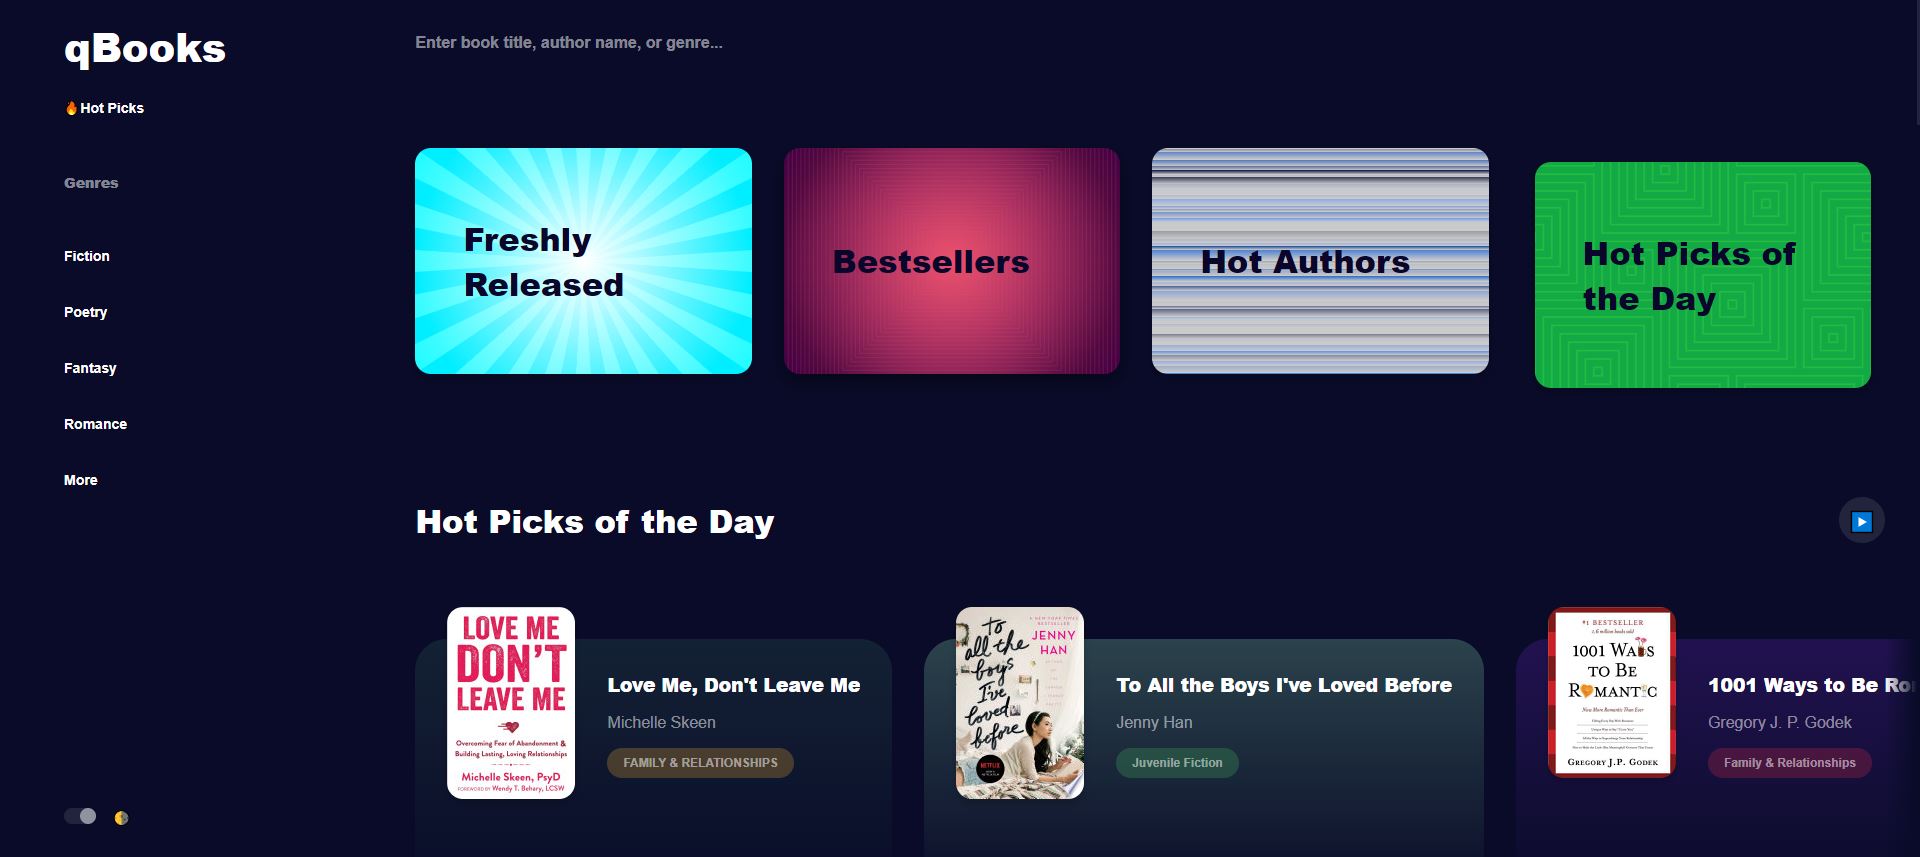 qBooks
Enter book title, author name, or genre...
🔥Hot Picks
Genres
Fiction
Poetry
Fantasy
Romance
More
Freshly
Released
Bestsellers
Hot Authors
Hot Picks of
the Day
Hot Picks of the Day
LOVE ME
DON'T
LEAVE ME
Overcoming Fear of Abandonment &
Building Lasting, Loving Relationships
Michelle Skeen, PsyD
FOREWORD BY Wendy T. Behary, LCSW
Love Me, Don't Leave Me
Michelle Skeen
FAMILY & RELATIONSHIPS
A NEW YORK TIMES
BESTSELLER
JENNY
HAN
to
all the
boys
I've
loved
before
NETFLIX
To All the Boys I've Loved Before
Jenny Han
Juvenile Fiction
#1 BESTSELLER
1001 WAYS
TO BE
ROMANTIC
Now More Romantic Than Ever
GREGORY J.P. GODEK
1001 Ways to Be Ro
Gregory J. P. Godek
Family & Relationships